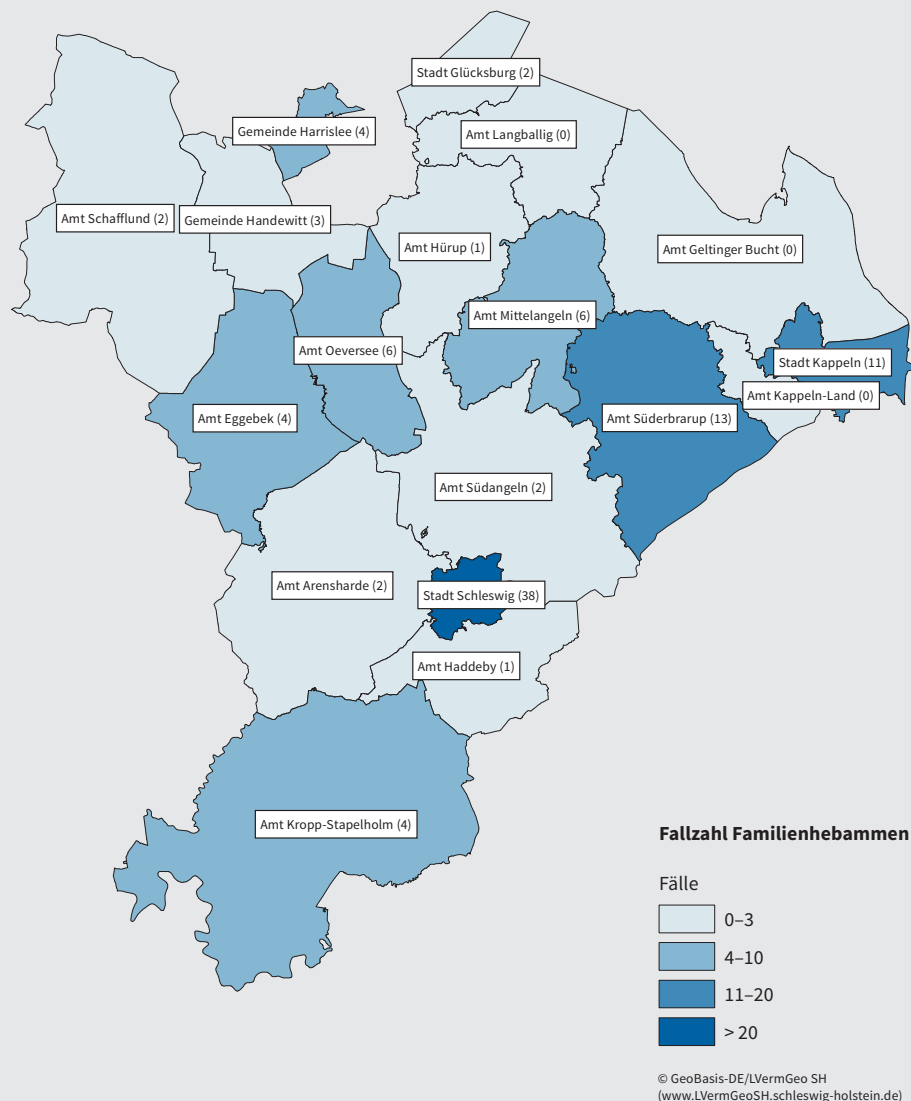 Stadt Glücksburg (2)
Gemeinde Harrislee (4)
Amt Langballig (0)
Amt Schafflund (2)
Gemeinde Handewitt (3)
Amt Hürup (1)
Amt Geltinger Bucht (0)
Amt Mittelangeln (6)
Amt Oeversee (6)
Stadt Kappeln (11)
Amt Kappeln-Land (0)
Amt Eggebek (4)
Amt Süderbrarup (13)
Amt Südangeln (2)
Amt Arensharde (2)
Stadt Schleswig (38)
Amt Haddeby (1)
Amt Kropp-Stapelholm (4)
Fallzahl Familienhebammen
Fälle
0–3
4–10
11–20
> 20
© GeoBasis-DE/LVermGeo SH
(www.LVermGeoSH.schleswig-holstein.de)